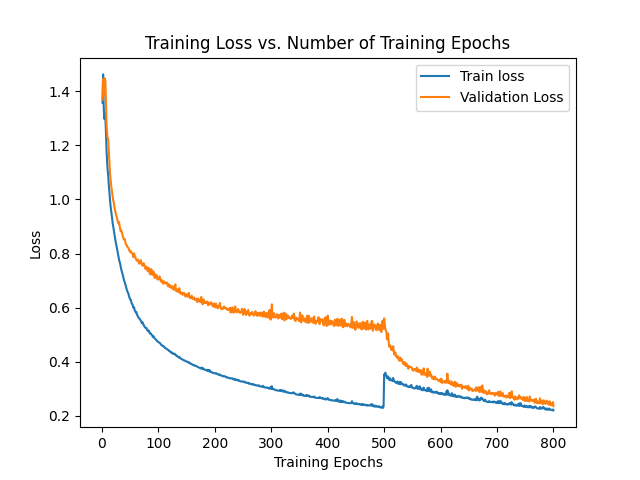 Training Loss vs. Number of Training Epochs
Train loss
Validation Loss
Loss
1.4
1.2
1.0
0.8
0.6
0.4
0.2
0 100 200 300 400 500 600 700 800
Training Epochs